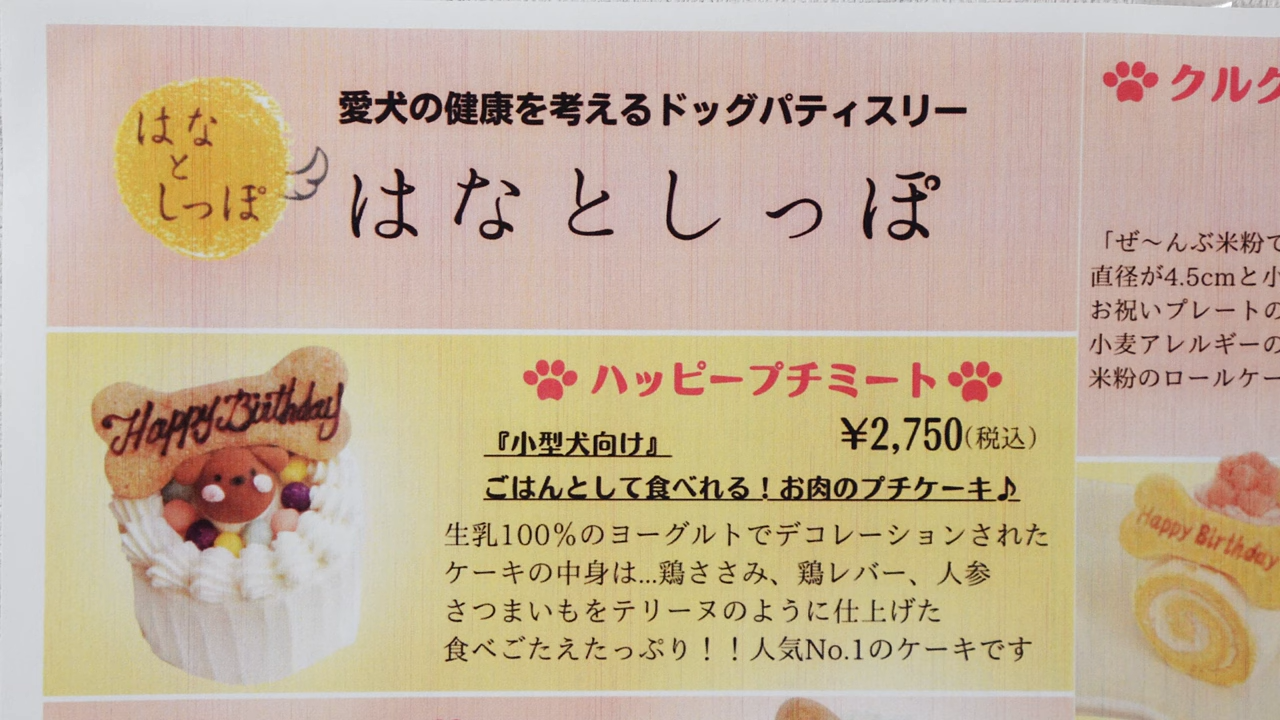 はな
と
しっぽ
愛犬の健康を考えるドッグパティスリー
はなとしっぽ
Happy Birthday
ハッピープチミート
『小型犬向け』
¥2,750(税込)
ごはんとして食べれる!お肉のプチケーキ♪
生乳100%のヨーグルトでデコレーションされた
ケーキの中身は...鶏ささみ、鶏レバー、人参
さつまいもをテリーヌのように仕上げた
食べごたえたっぷり!!人気No.1のケーキです
クルク
「ぜ〜んぶ米粉で
直径が4.5cmと小
お祝いプレートの
小麦アレルギーの
米粉のロールケー
Happy Birthday